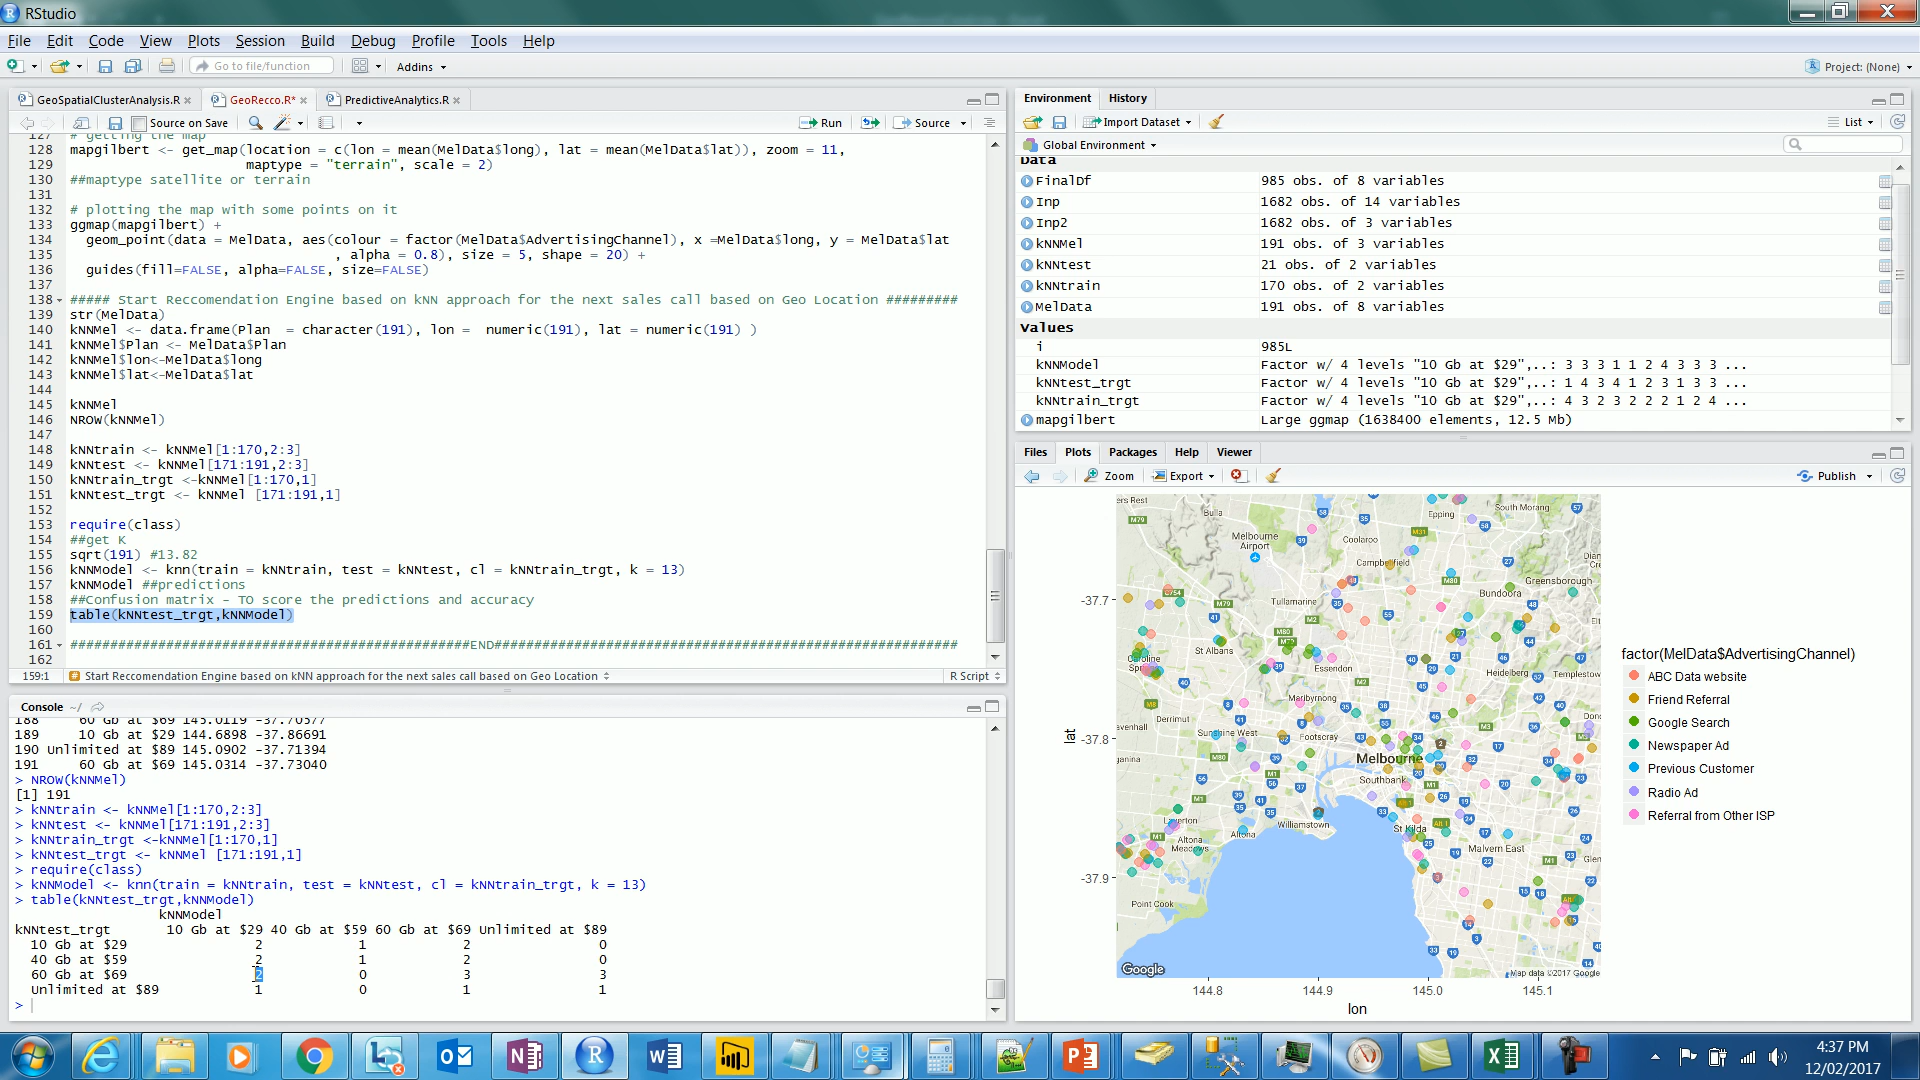 RStudio
File Edit Code View Plots Session Build Debug Profile Tools Help
Go to file/function Addins Project: (None)
GeoSpatialClusterAnalysis.R GeoRecco.R* PredictiveAnalytics.R
Source on Save Run Source
127 # getting the map
128 mapgilbert <- get_map(location = c(lon = mean(MelData$long), lat = mean(MelData$lat)), zoom = 11,
129 maptype = "terrain", scale = 2)
130 ##maptype satellite or terrain
131
132 # plotting the map with some points on it
133 ggmap(mapgilbert) +
134 geom_point(data = MelData, aes(colour = factor(MelData$AdvertisingChannel), x =MelData$long, y = MelData$lat
135 , alpha = 0.8), size = 5, shape = 20) +
136 guides(fill=FALSE, alpha=FALSE, size=FALSE)
137
138 ##### Start Reccomendation Engine based on kNN approach for the next sales call based on Geo Location #########
139 str(MelData)
140 kNNMel <- data.frame(Plan  = character(191), lon =  numeric(191), lat = numeric(191) )
141 kNNMel$Plan <- MelData$Plan
142 kNNMel$lon<-MelData$long
143 kNNMel$lat<-MelData$lat
144
145 kNNMel
146 NROW(kNNMel)
147
148 kNNtrain <- kNNMel[1:170,2:3]
149 kNNtest <- kNNMel[171:191,2:3]
150 kNNtrain_trgt <-kNNMel[1:170,1]
151 kNNtest_trgt <- kNNMel [171:191,1]
152
153 require(class)
154 ##get K
155 sqrt(191) #13.82
156 kNNModel <- knn(train = kNNtrain, test = kNNtest, cl = kNNtrain_trgt, k = 13)
157 kNNModel ##predictions
158 ##Confusion matrix - TO score the predictions and accuracy
159 table(kNNtest_trgt,kNNModel)
160
161 ##################################################END##########################################################
162
159:1 Start Reccomendation Engine based on kNN approach for the next sales call based on Geo Location R Script
Console ~/
188 60 Gb at $69 145.0119 -37.70577
189 10 Gb at $29 144.6898 -37.86691
190 Unlimited at $89 145.0902 -37.71394
191 60 Gb at $69 145.0314 -37.73040
> NROW(kNNMel)
[1] 191
> kNNtrain <- kNNMel[1:170,2:3]
> kNNtest <- kNNMel[171:191,2:3]
> kNNtrain_trgt <-kNNMel[1:170,1]
> kNNtest_trgt <- kNNMel [171:191,1]
> require(class)
> kNNModel <- knn(train = kNNtrain, test = kNNtest, cl = kNNtrain_trgt, k = 13)
> table(kNNtest_trgt,kNNModel)
kNNModel
kNNtest_trgt 10 Gb at $29 40 Gb at $59 60 Gb at $69 Unlimited at $89
10 Gb at $29 2 1 2 0
40 Gb at $59 2 1 2 0
60 Gb at $69 2 0 3 3
Unlimited at $89 1 0 1 1
>
Environment History
Import Dataset List
Global Environment
Data
FinalDf 985 obs. of 8 variables
Inp 1682 obs. of 14 variables
Inp2 1682 obs. of 3 variables
kNNMel 191 obs. of 3 variables
kNNtest 21 obs. of 2 variables
kNNtrain 170 obs. of 2 variables
MelData 191 obs. of 8 variables
Values
i 985L
kNNModel Factor w/ 4 levels "10 Gb at $29",..: 3 3 3 1 1 2 4 3 3 3 ...
kNNtest_trgt Factor w/ 4 levels "10 Gb at $29",..: 1 4 3 4 1 2 3 1 3 3 ...
kNNtrain_trgt Factor w/ 4 levels "10 Gb at $29",..: 4 3 2 3 2 2 2 1 2 4 ...
mapgilbert Large ggmap (1638400 elements, 12.5 Mb)
Files Plots Packages Help Viewer
Zoom Export Publish
lat
-37.7
-37.8
-37.9
ers Rest
Bulla
Epping
South Morang
Melbourne Airport
Coolaroo
Campbellfield
Bundoora
Greensborough
Tullamarine
St Albans
Essendon
Caroline
Heidelberg
Templestowe
Maribyrnong
Derrimut
Sunshine West
Footscray
Melbourne
Southbank
Laverton
Altona
Williamstown
St Kilda
Altona Meadows
Malvern East
Glen
Point Cook
Google
Map data ©2017 Google
144.8 144.9 145.0 145.1
lon
factor(MelData$AdvertisingChannel)
ABC Data website
Friend Referral
Google Search
Newspaper Ad
Previous Customer
Radio Ad
Referral from Other ISP
4:37 PM
12/02/2017